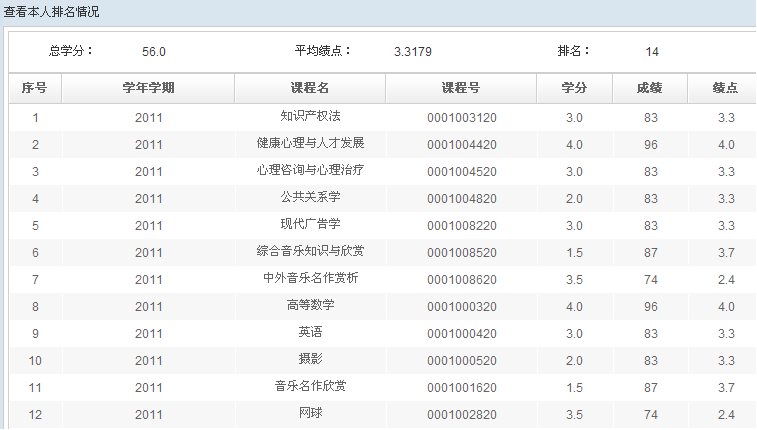 查看本人排名情况
总学分： 56.0 平均绩点： 3.3179 排名： 14
序号 学年学期 课程名 课程号 学分 成绩 绩点
1 2011 知识产权法 0001003120 3.0 83 3.3
2 2011 健康心理与人才发展 0001004420 4.0 96 4.0
3 2011 心理咨询与心理治疗 0001004520 3.0 83 3.3
4 2011 公共关系学 0001004820 2.0 83 3.3
5 2011 现代广告学 0001008220 3.0 83 3.3
6 2011 综合音乐知识与欣赏 0001008520 1.5 87 3.7
7 2011 中外音乐名作赏析 0001008620 3.5 74 2.4
8 2011 高等数学 0001000320 4.0 96 4.0
9 2011 英语 0001000420 3.0 83 3.3
10 2011 摄影 0001000520 2.0 83 3.3
11 2011 音乐名作欣赏 0001001620 1.5 87 3.7
12 2011 网球 0001002820 3.5 74 2.4